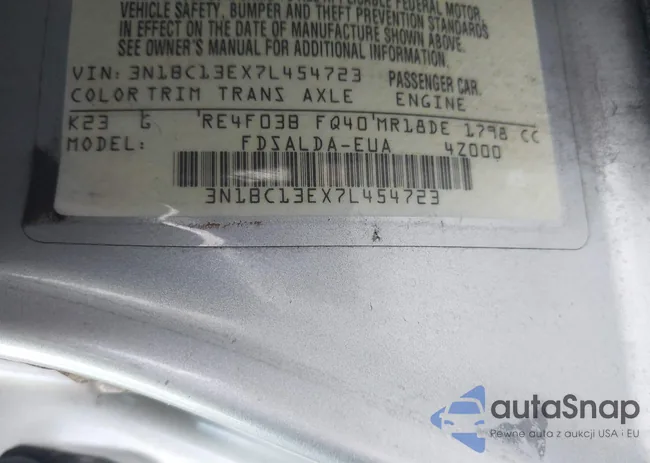 VEHICLE SAFETY, BUMPER AND THEFT PREVENTION STANDARDS
IN EFFECT ON THE DATE OF MANUFACTURE SHOWN ABOVE.
SEE OWNER'S MANUAL FOR ADDITIONAL INFORMATION.
VIN: 3N1BC13EX7L454723 PASSENGER CAR
COLOR TRIM TRANS AXLE ENGINE
K23 G RE4F03B FQ40 MR18DE 1798 CC
MODEL: FDSALDA-EUA 4Z000
3N1BC13EX7L454723
autoSnap
Pewne auta z aukcji USA i EU